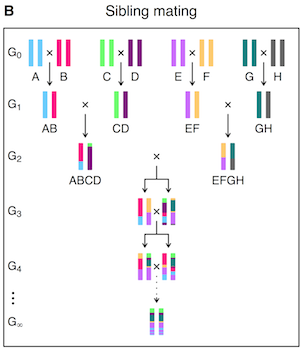 B
Sibling mating
G₀ × × × ×
A B C D E F G H
G₁ × ×
AB CD EF GH
G₂ ×
ABCD EFGH
G₃ ×
G₄ ×
G∞